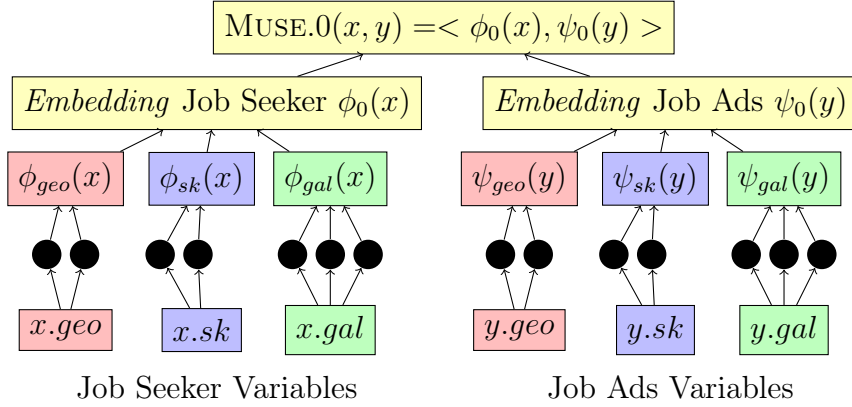 MUSE.0(x, y) =< ϕ₀(x), ψ₀(y) >
Embedding Job Seeker ϕ₀(x) Embedding Job Ads ψ₀(y)
ϕgeo(x) ϕsk(x) ϕgal(x) ψgeo(y) ψsk(y) ψgal(y)
x.geo x.sk x.gal y.geo y.sk y.gal
Job Seeker Variables Job Ads Variables